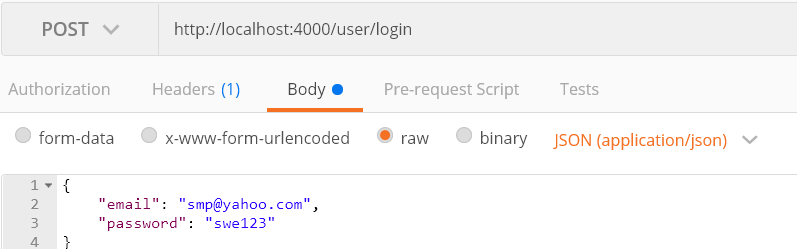 POST http://localhost:4000/user/login
Authorization Headers (1) Body Pre-request Script Tests
form-data x-www-form-urlencoded raw binary JSON (application/json)
1 {
2 "email": "smp@yahoo.com",
3 "password": "swe123"
4 }